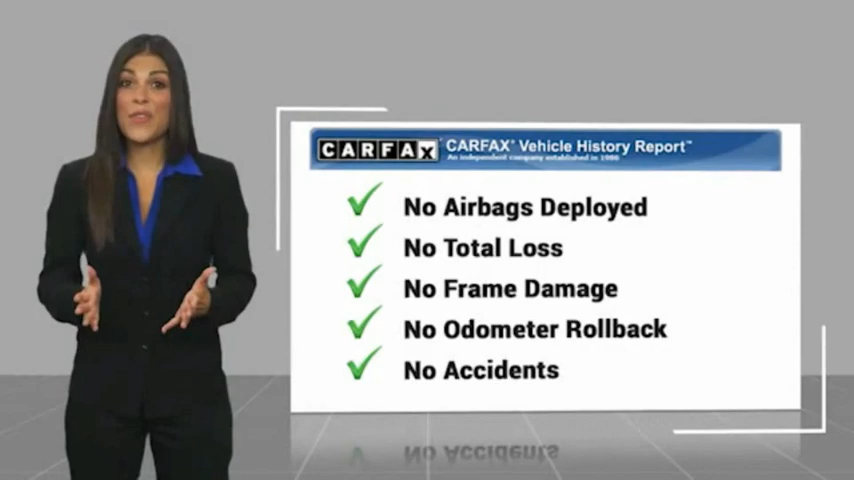 CARFAX CARFAX® Vehicle History Report™
An independent company established in 1986
No Airbags Deployed
No Total Loss
No Frame Damage
No Odometer Rollback
No Accidents
No Accidents